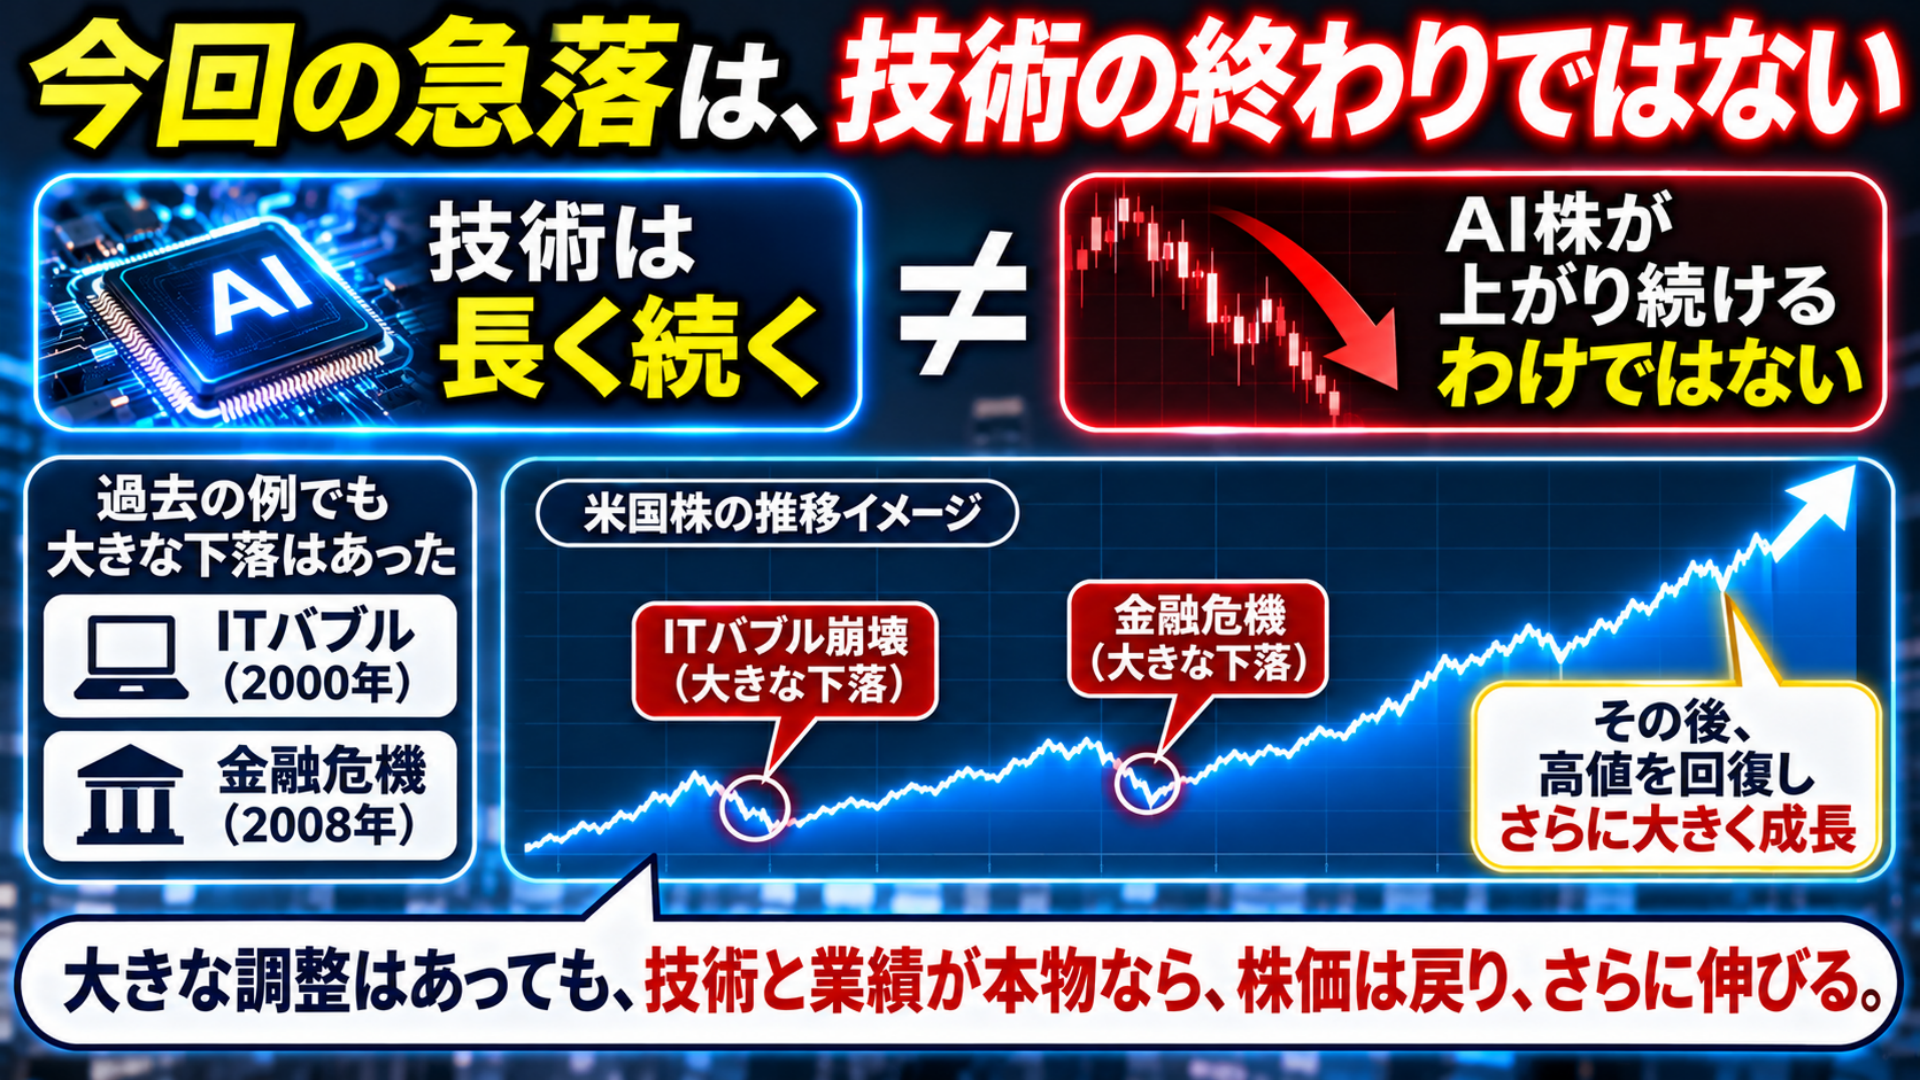 今回の急落は、技術の終わりではない
AI
技術は
長く続く
≠
AI株が
上がり続ける
わけではない
過去の例でも
大きな下落はあった
ITバブル
(2000年)
金融危機
(2008年)
米国株の推移イメージ
ITバブル崩壊
(大きな下落)
金融危機
(大きな下落)
その後、
高値を回復し
さらに大きく成長
大きな調整はあっても、技術と業績が本物なら、株価は戻り、さらに伸びる。